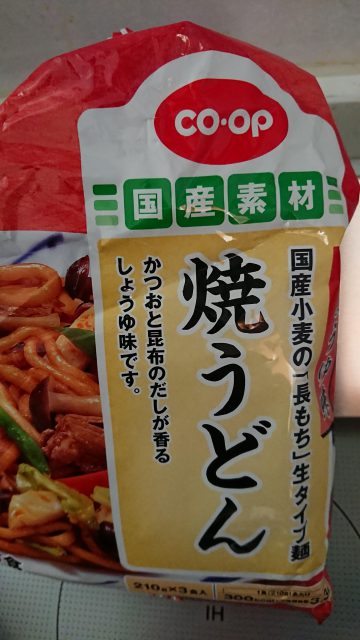 CO・OP
国産素材
国産小麦の「長もち」生タイプ麺
焼うどん
かつおと昆布のだしが香る
しょうゆ味です。
210g×3食入
IH